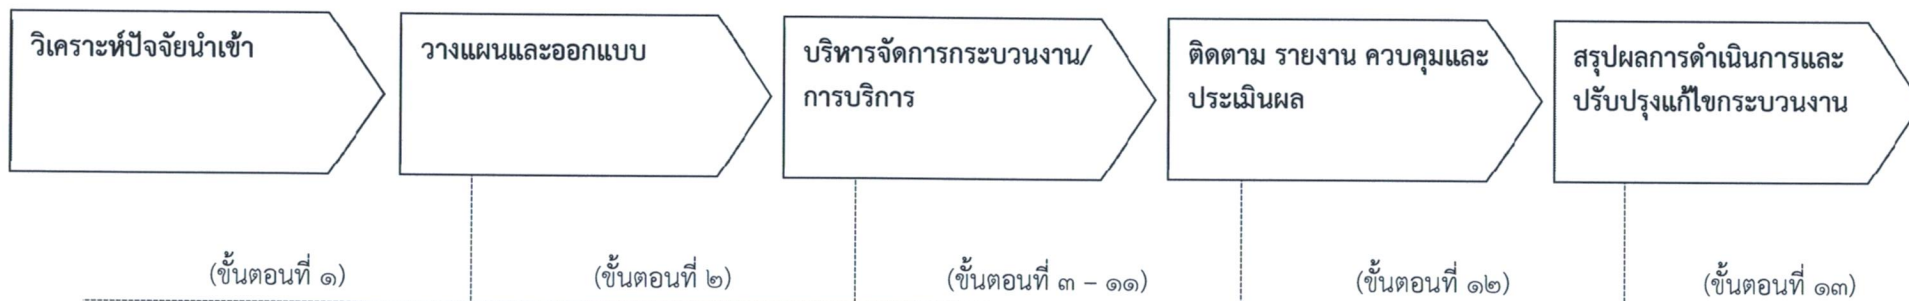 วิเคราะห์ปัจจัยนำเข้า
วางแผนและออกแบบ
บริหารจัดการกระบวนงาน/
การบริการ
ติดตาม รายงาน ควบคุมและ
ประเมินผล
สรุปผลการดำเนินการและ
ปรับปรุงแก้ไขกระบวนงาน
(ขั้นตอนที่ ๑)
(ขั้นตอนที่ ๒)
(ขั้นตอนที่ ๓ - ๑๑)
(ขั้นตอนที่ ๑๒)
(ขั้นตอนที่ ๑๓)